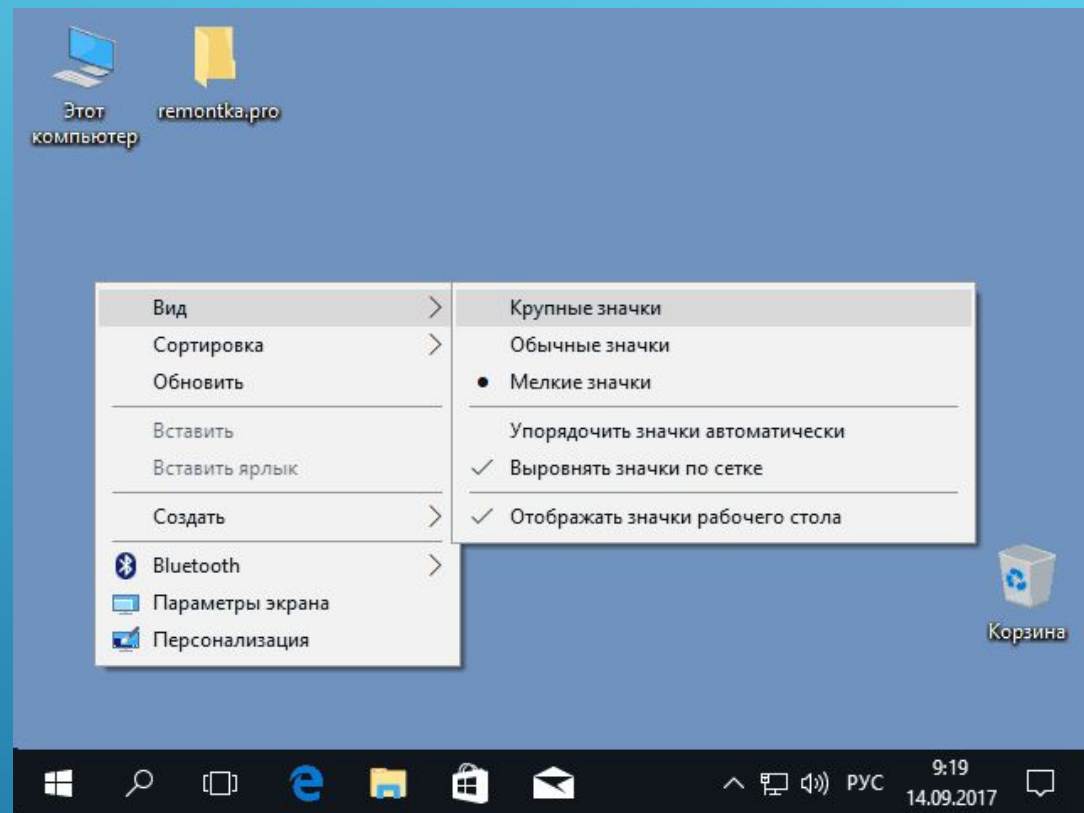 Этот
компьютер
remontka.pro
Вид
Сортировка
Обновить
Вставить
Вставить ярлык
Создать
Bluetooth
Параметры экрана
Персонализация
Крупные значки
Обычные значки
Мелкие значки
Упорядочить значки автоматически
Выровнять значки по сетке
Отображать значки рабочего стола
Корзина
РУС
9:19
14.09.2017